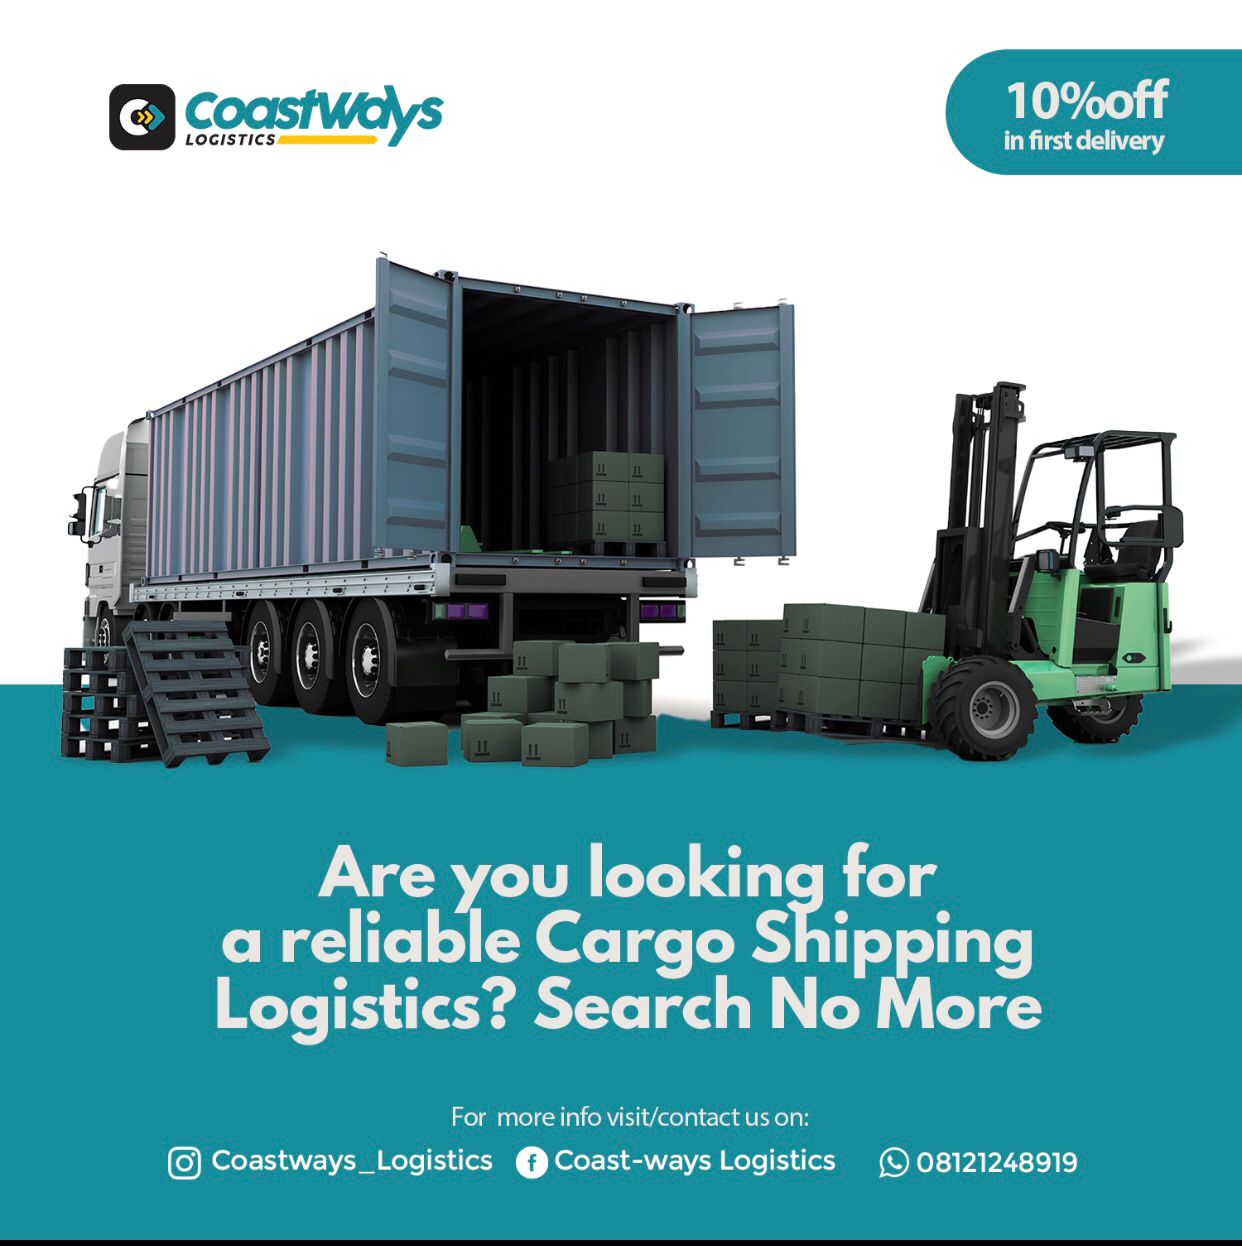 CoastWays
LOGISTICS
10%off
in first delivery
Are you looking for
a reliable Cargo Shipping
Logistics? Search No More
For more info visit/contact us on:
Coastways_Logistics Coast-ways Logistics 08121248919